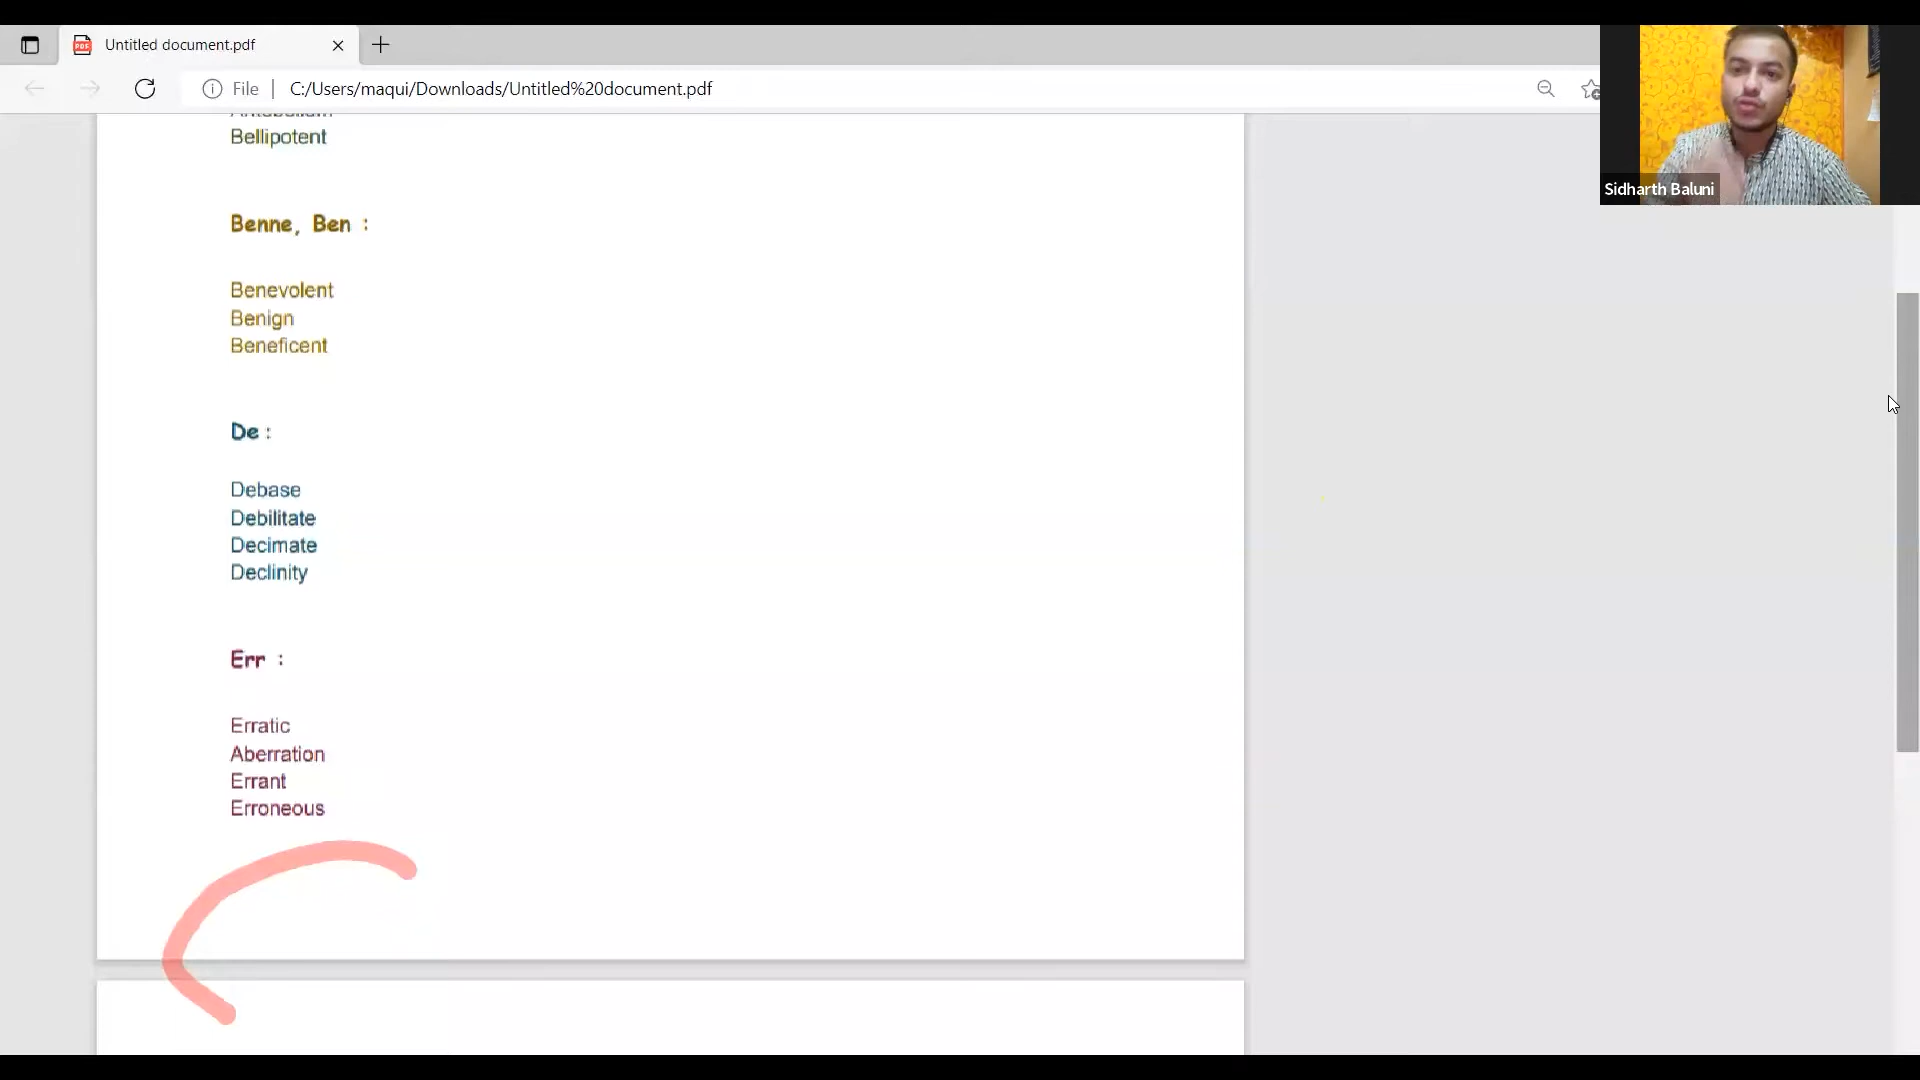 Untitled document.pdf
File
C:/Users/maqui/Downloads/Untitled%20document.pdf
Sidharth Baluni
Bellipotent
Benne, Ben :
Benevolent
Benign
Beneficent
De :
Debase
Debilitate
Decimate
Declinity
Err :
Erratic
Aberration
Errant
Erroneous